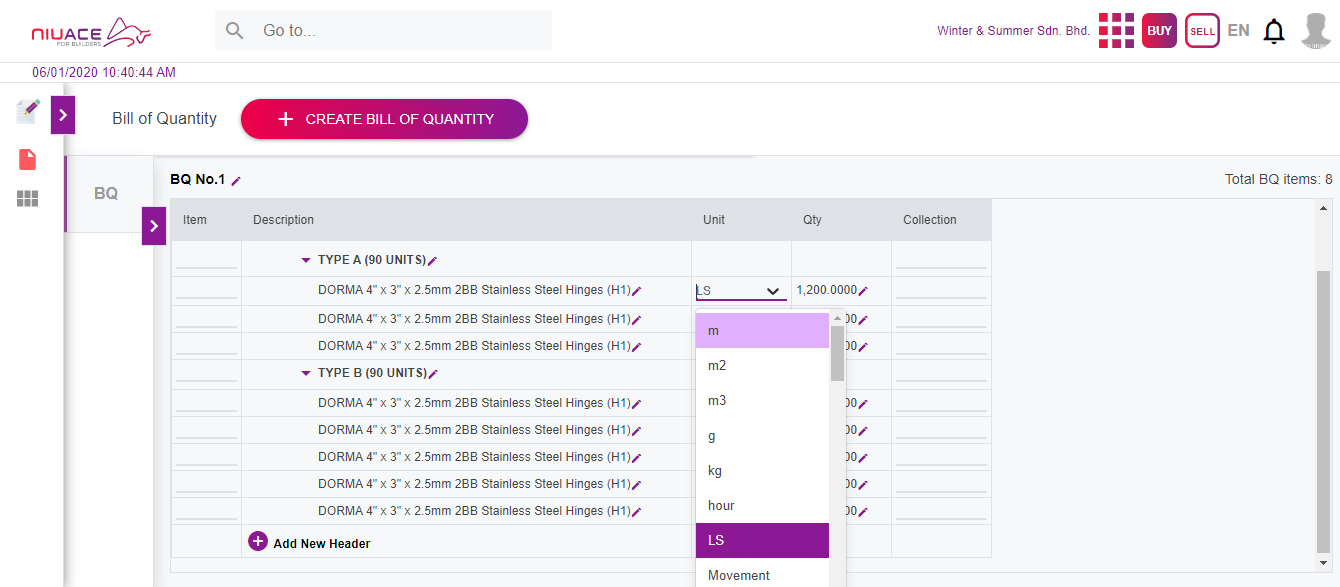 NIUACE
FOR BUILDERS
Go to...
Winter & Summer Sdn. Bhd.
BUY
SELL
EN
06/01/2020 10:40:44 AM
Bill of Quantity
+ CREATE BILL OF QUANTITY
BQ
BQ No.1
Total BQ items: 8
Item Description Unit Qty Collection
TYPE A (90 UNITS)
DORMA 4" x 3" x 2.5mm 2BB Stainless Steel Hinges (H1) LS 1,200.0000
DORMA 4" x 3" x 2.5mm 2BB Stainless Steel Hinges (H1) 00
DORMA 4" x 3" x 2.5mm 2BB Stainless Steel Hinges (H1) 00
TYPE B (90 UNITS)
DORMA 4" x 3" x 2.5mm 2BB Stainless Steel Hinges (H1) 00
DORMA 4" x 3" x 2.5mm 2BB Stainless Steel Hinges (H1) 00
DORMA 4" x 3" x 2.5mm 2BB Stainless Steel Hinges (H1) 00
DORMA 4" x 3" x 2.5mm 2BB Stainless Steel Hinges (H1) 00
DORMA 4" x 3" x 2.5mm 2BB Stainless Steel Hinges (H1) 00
Add New Header
m
m2
m3
g
kg
hour
LS
Movement